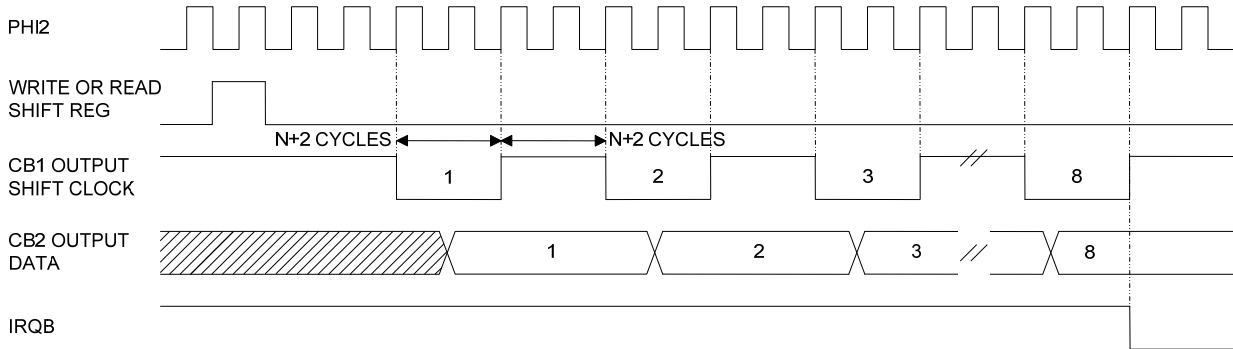 PHI2
WRITE OR READ
SHIFT REG
N+2 CYCLES
N+2 CYCLES
CB1 OUTPUT
SHIFT CLOCK
1
2
3
8
CB2 OUTPUT
DATA
1
2
3
8
IRQB